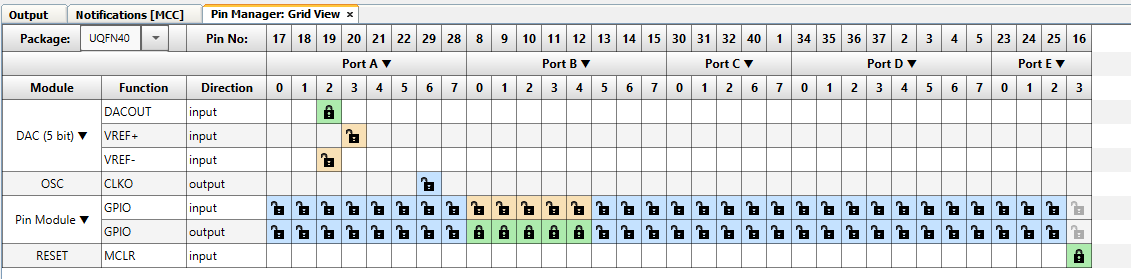 Output Notifications [MCC] Pin Manager: Grid View ×
Package: UQFN40 ▼ Pin No: 17 18 19 20 21 22 29 28 8 9 10 11 12 13 14 15 30 31 32 40 1 34 35 36 37 2 3 4 5 23 24 25 16
Port A ▼ Port B ▼ Port C ▼ Port D ▼ Port E ▼
Module Function Direction 0 1 2 3 4 5 6 7 0 1 2 3 4 5 6 7 0 1 2 6 7 0 1 2 3 4 5 6 7 0 1 2 3
DAC (5 bit) ▼ DACOUT input
VREF+ input
VREF- input
OSC CLKO output
Pin Module ▼ GPIO input
GPIO output
RESET MCLR input